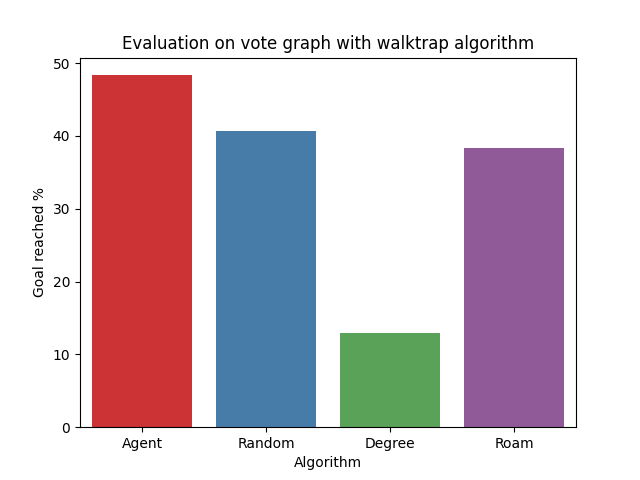 Evaluation on vote graph with walktrap algorithm
50
40
30
20
10
0
Goal reached %
Agent Random Degree Roam
Algorithm